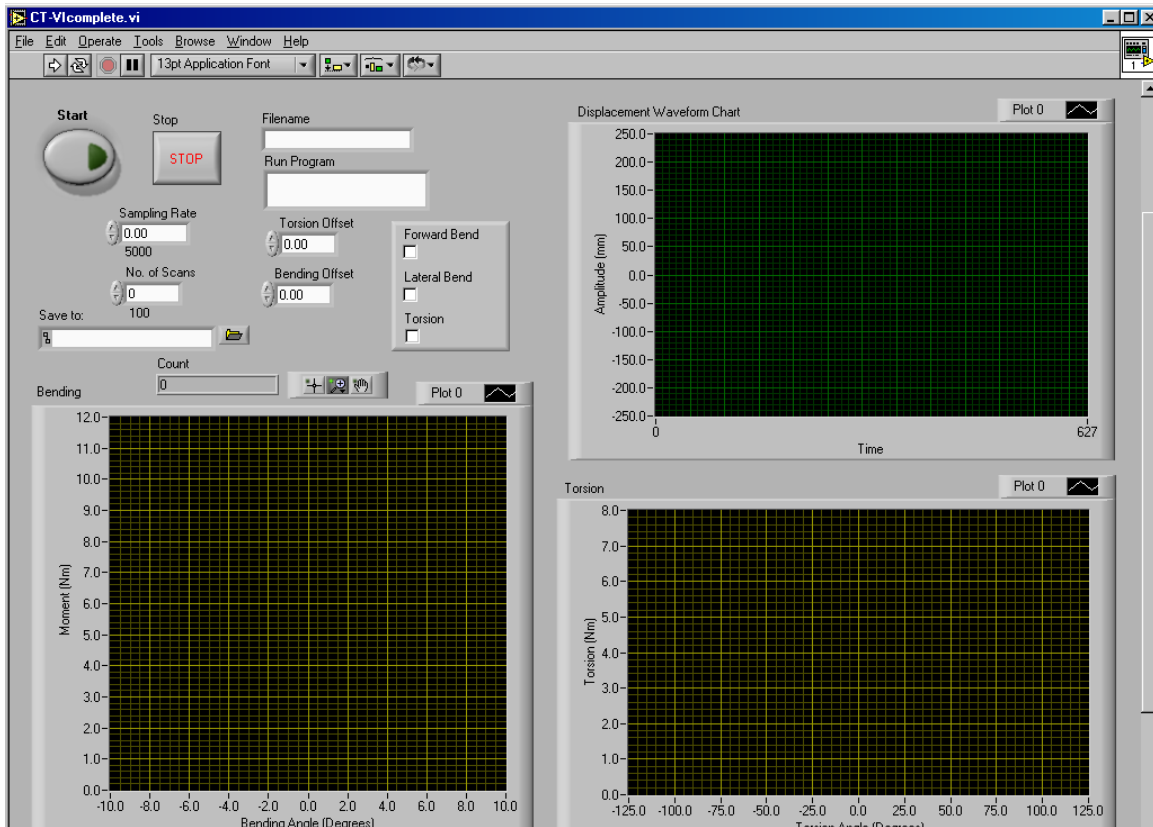 CT-VIcomplete.vi
File Edit Operate Tools Browse Window Help
13pt Application Font
1
Start
Stop
STOP
Filename
Run Program
Sampling Rate
0.00
5000
No. of Scans
0
100
Torsion Offset
0.00
Bending Offset
0.00
Forward Bend
Lateral Bend
Torsion
Save to:
Count
0
Displacement Waveform Chart
Plot 0
Amplitude (mm)
250.0
200.0
150.0
100.0
50.0
0.0
-50.0
-100.0
-150.0
-200.0
-250.0
0 627
Time
Bending
Plot 0
Moment (Nm)
12.0
11.0
10.0
9.0
8.0
7.0
6.0
5.0
4.0
3.0
2.0
1.0
0.0
-10.0 -8.0 -6.0 -4.0 -2.0 0.0 2.0 4.0 6.0 8.0 10.0
Bending Angle (Degrees)
Torsion
Plot 0
Torsion (Nm)
8.0
7.0
6.0
5.0
4.0
3.0
2.0
1.0
0.0
-125.0 -100.0 -75.0 -50.0 -25.0 0.0 25.0 50.0 75.0 100.0 125.0
Torsion Angle (Degrees)